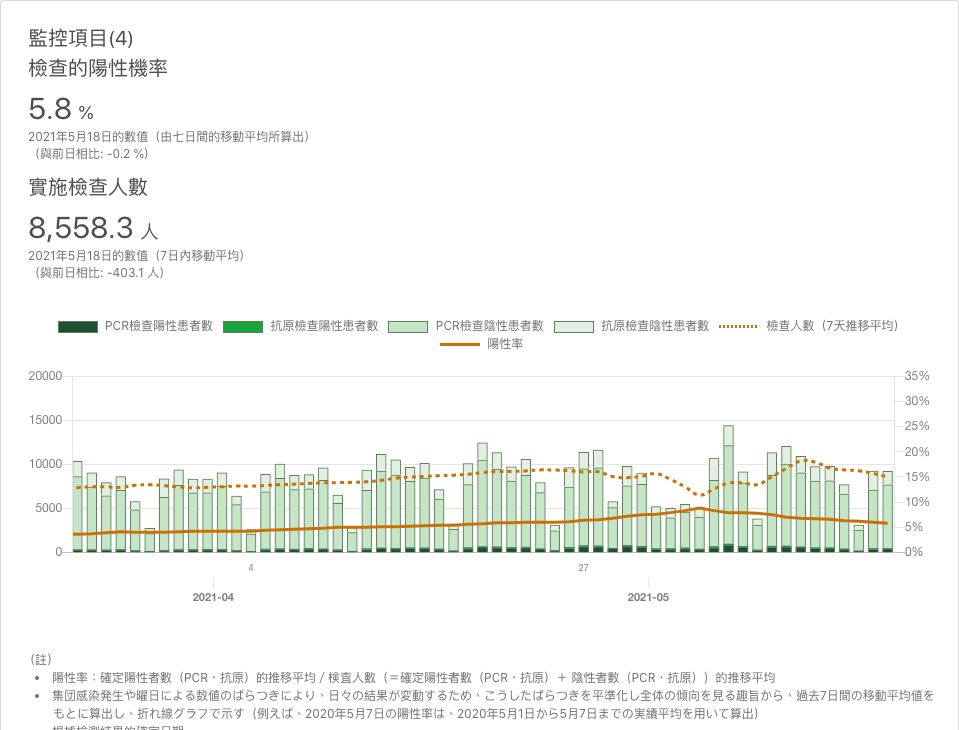 監控項目(4)
檢查的陽性機率
5.8 %
2021年5月18日的數值（由七日間的移動平均所算出）
（與前日相比: -0.2 %）
實施檢查人數
8,558.3 人
2021年5月18日的數值（7日內移動平均）
（與前日相比: -403.1 人）
PCR檢查陽性患者數 抗原檢查陽性患者數 PCR檢查陰性患者數 抗原檢查陰性患者數 檢查人數（7天推移平均）
陽性率
20000 35%
30%
15000 25%
20%
10000 15%
10%
5000 5%
0 0%
4 27
2021-04 2021-05
（註）
• 陽性率：確定陽性者數（PCR・抗原）的推移平均 / 檢査人數（＝確定陽性者數（PCR・抗原）＋ 陰性者數（PCR・抗原））的推移平均
• 集団感染発生や曜日による数値のばらつきにより、日々の結果が変動するため、こうしたばらつきを平準化し全体の傾向を見る趣旨から、過去7日間の移動平均値を
もとに算出し、折れ線グラフで示す（例えば、2020年5月7日の陽性率は、2020年5月1日から5月7日までの実績平均を用いて算出）